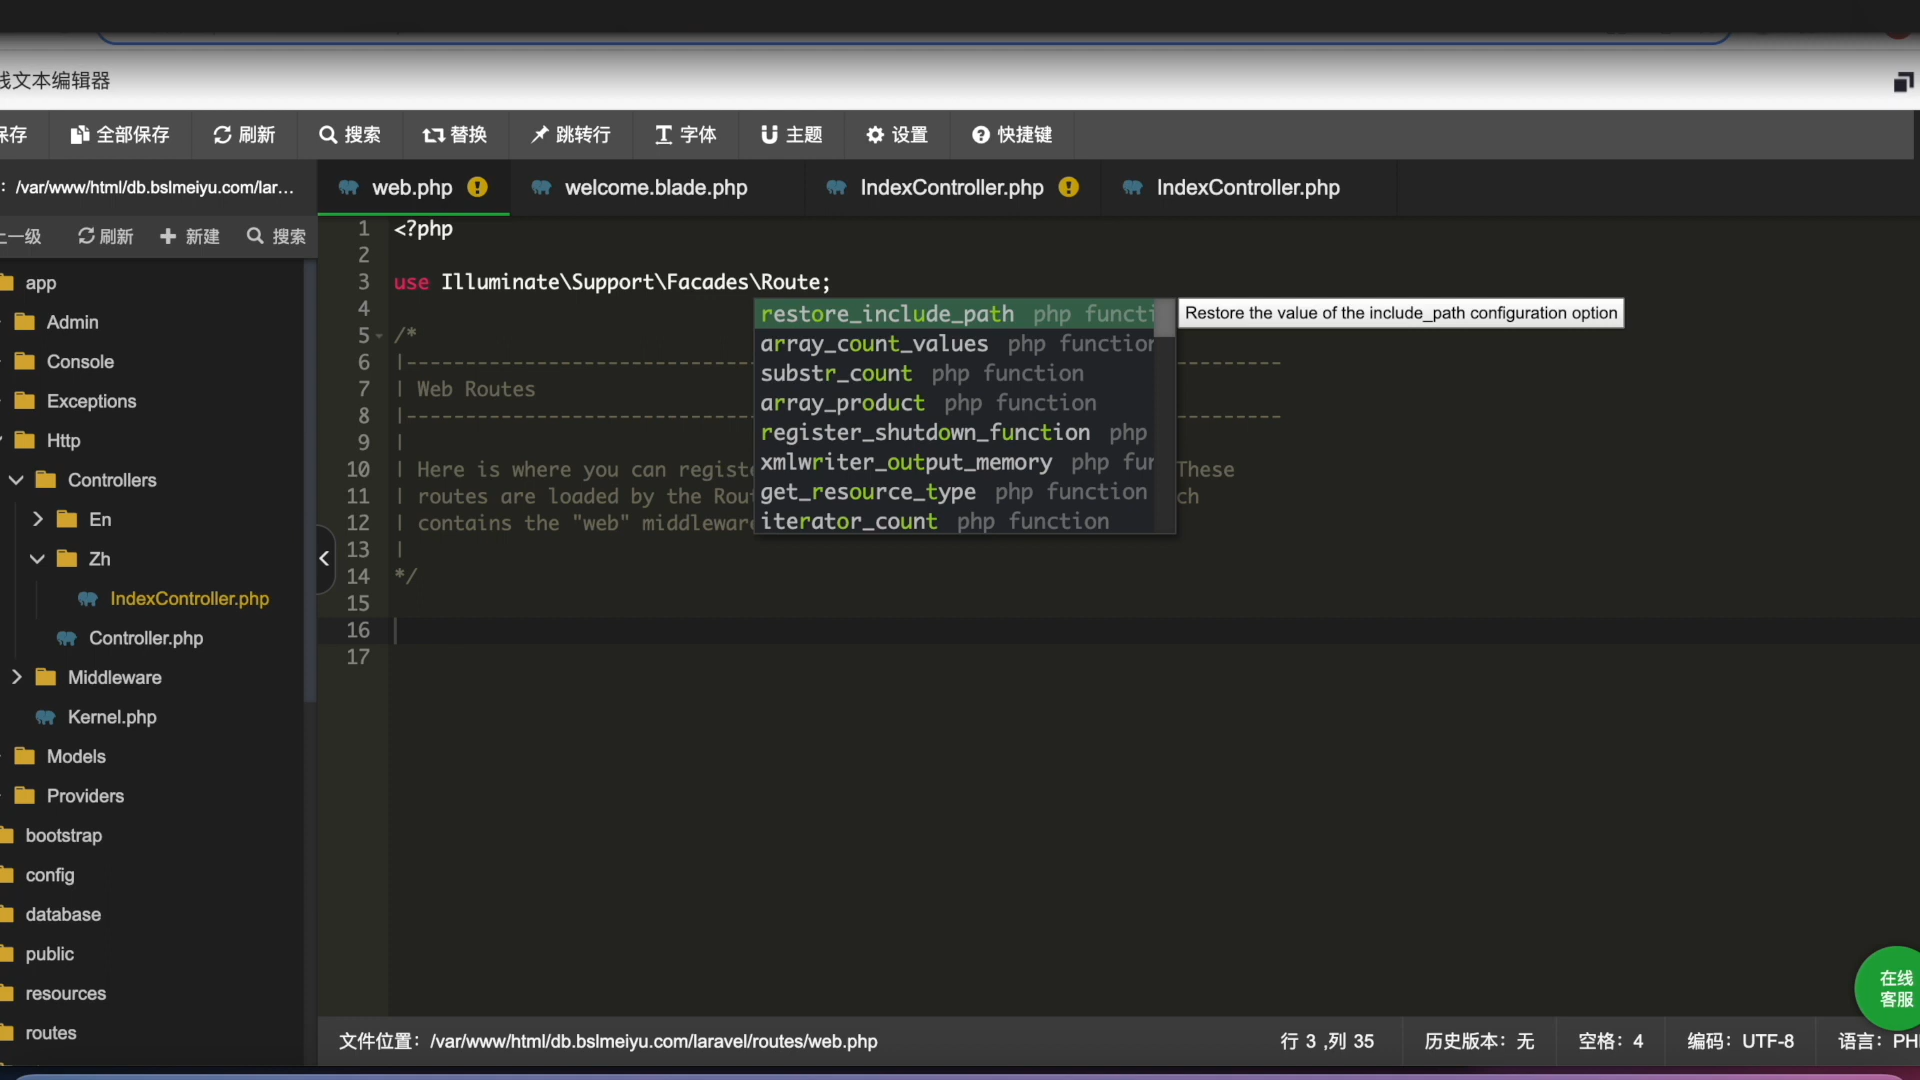 线文本编辑器
保存 全部保存 刷新 搜索 替换 跳转行 字体 主题 设置 快捷键
: /var/www/html/db.bslmeiyu.com/lar...
web.php welcome.blade.php IndexController.php IndexController.php
上一级 刷新 新建 搜索
app
Admin
Console
Exceptions
Http
Controllers
En
Zh
IndexController.php
Controller.php
Middleware
Kernel.php
Models
Providers
bootstrap
config
database
public
resources
routes
1 <?php
2
3 use Illuminate\Support\Facades\Route;
4
5 /*
6 |--------------------------------------------------------------------------
7 | Web Routes
8 |--------------------------------------------------------------------------
9 |
10 | Here is where you can registe These
11 | routes are loaded by the Rou ch
12 | contains the "web" middleware
13 |
14 */
15
16
17
restore_include_path php functi
array_count_values php function
substr_count php function
array_product php function
register_shutdown_function php
xmlwriter_output_memory php fun
get_resource_type php function
iterator_count php function
Restore the value of the include_path configuration option
在线
客服
文件位置：/var/www/html/db.bslmeiyu.com/laravel/routes/web.php 行 3 ,列 35 历史版本：无 空格：4 编码：UTF-8 语言：PH